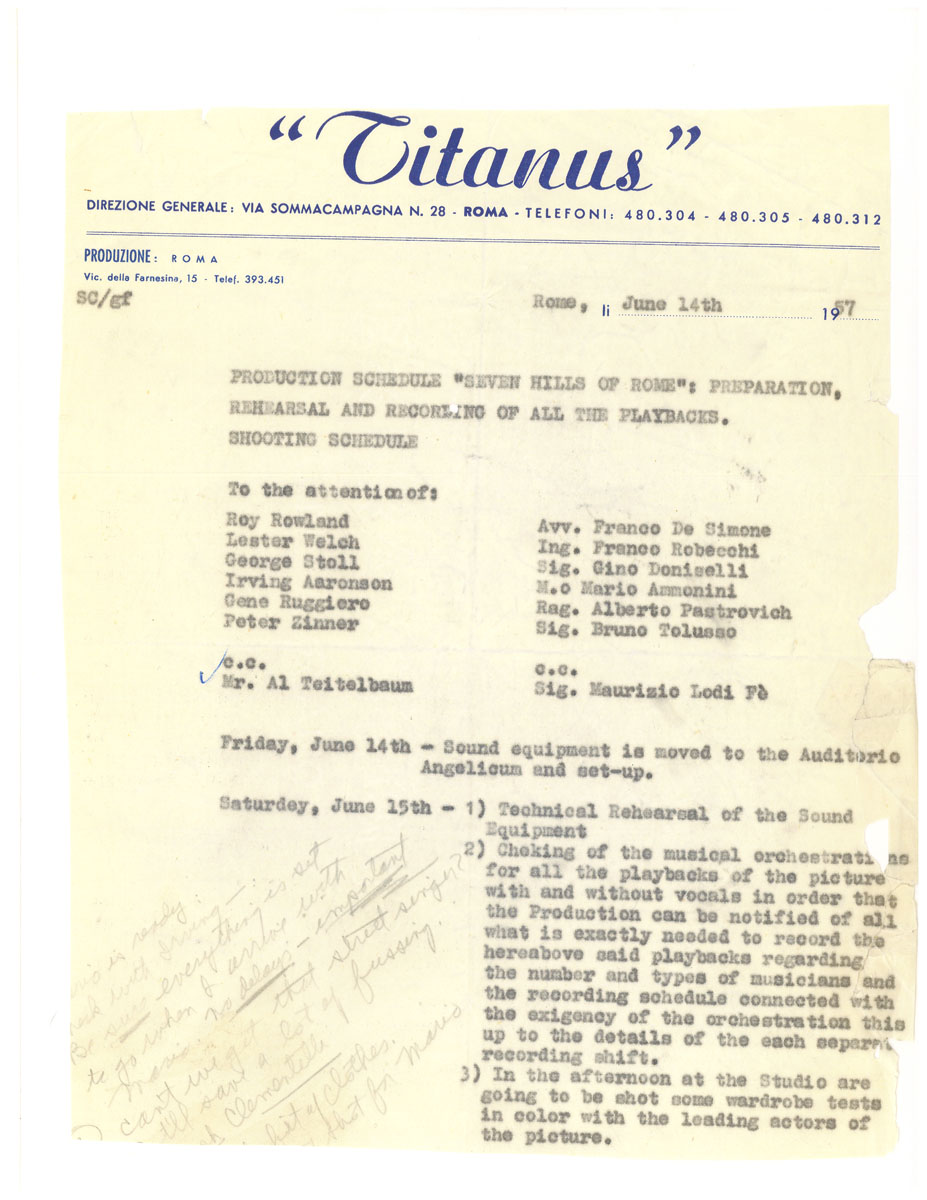 "Titanus"
DIREZIONE GENERALE: VIA SOMMACAMPAGNA N. 28 - ROMA - TELEFONI: 480.304 - 480.305 - 480.312
PRODUZIONE: ROMA
Vic. della Farnesina, 15 - Telef. 393.451
SC/gf
Rome, li June 14th 1957
PRODUCTION SCHEDULE "SEVEN HILLS OF ROME": PREPARATION,
REHEARSAL AND RECORDING OF ALL THE PLAYBACKS.
SHOOTING SCHEDULE
To the attention of:
Roy Rowland
Lester Welch
George Stoll
Irving Aaronson
Gene Ruggiero
Peter Zinner
c.c.
Mr. Al Teitelbaum
Avv. Franco De Simone
Ing. Franco Robecchi
Sig. Gino Doniselli
M.o Mario Ammonini
Rag. Alberto Pastrovich
Sig. Bruno Tolusso
c.c.
Sig. Maurizio Lodi Fè
Friday, June 14th - Sound equipment is moved to the Auditorio
Angelicum and set-up.
Saturday, June 15th - 1) Technical Rehearsal of the Sound
Equipment
2) Cheking of the musical orchestrations
for all the playbacks of the picture
with and without vocals in order that
the Production can be notified of all
what is exactly needed to record the
hereabove said playbacks regarding
the number and types of musicians and
the recording schedule connected with
the exigency of the orchestration this
up to the details of the each separat
recording shift.
3) In the afternoon at the Studio are
going to be shot some wardrobe tests
in color with the leading actors of
the picture.
is ready
with Irving -
Be sure everything is set
to go when I arrive with
no delays - important
can't we get that street singer?
save a lot of fussing
Clementelli
of clothes.
that for Mario